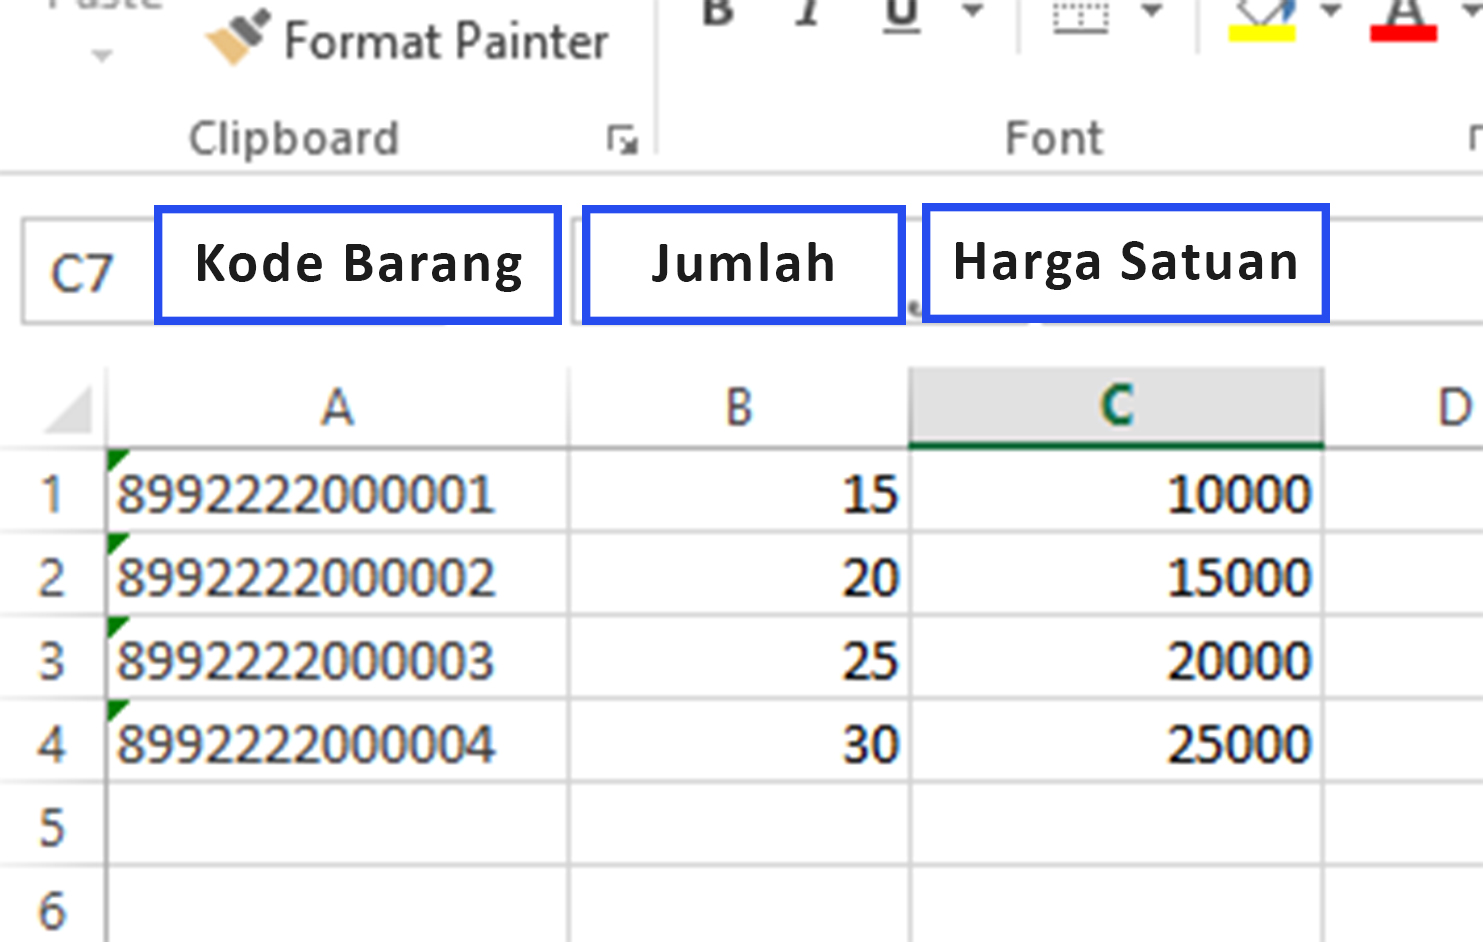 Paste
B I U A
Format Painter
Clipboard
Font
C7
Kode Barang
Jumlah
Harga Satuan
A B C D
1 8992222000001 15 10000
2 8992222000002 20 15000
3 8992222000003 25 20000
4 8992222000004 30 25000
5
6